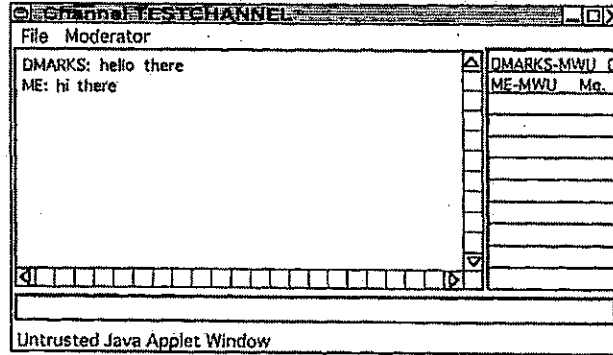 Channel TESTCHANNEL
File Moderator
DMARKS: hello there
ME: hi there
DMARKS-MWU
ME-MWU
Untrusted Java Applet Window